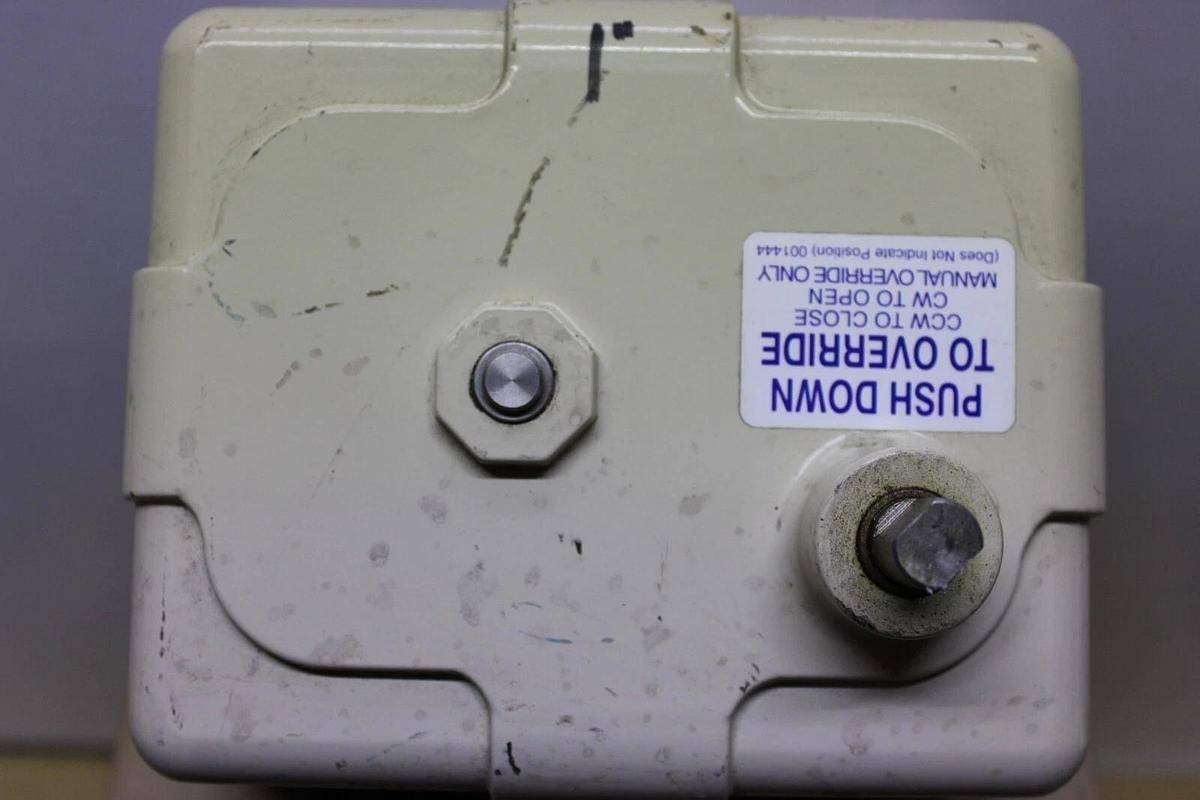 PUSH DOWN
TO OVERRIDE
CCW TO CLOSE
CW TO OPEN
MANUAL OVERRIDE ONLY
(Does Not Indicate Position) 001444